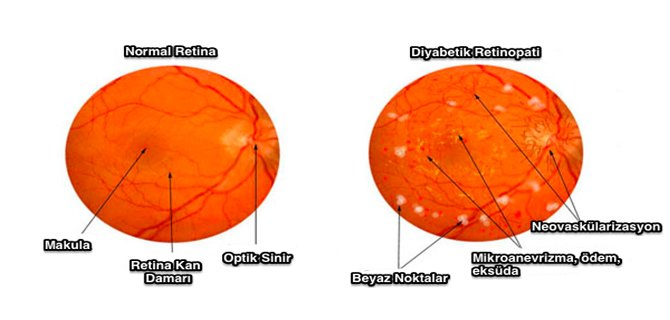 Normal Retina
Makula
Retina Kan
Damarı
Optik Sinir
Diyabetik Retinopati
Beyaz Noktalar
Mikroanevrizma, ödem,
eksüda
Neovaskülarizasyon